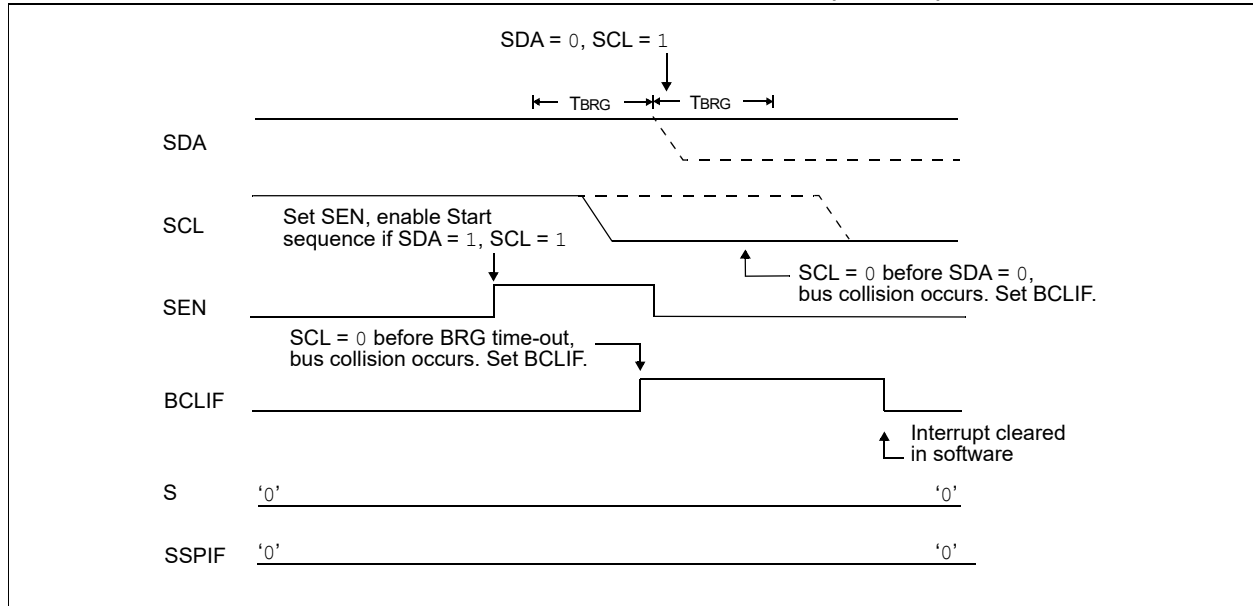 SDA = 0, SCL = 1
TBRG TBRG
SDA
SCL
Set SEN, enable Start
sequence if SDA = 1, SCL = 1
SCL = 0 before SDA = 0,
bus collision occurs. Set BCLIF.
SEN
SCL = 0 before BRG time-out,
bus collision occurs. Set BCLIF.
BCLIF
Interrupt cleared
in software
S ‘0’ ‘0’
SSPIF ‘0’ ‘0’